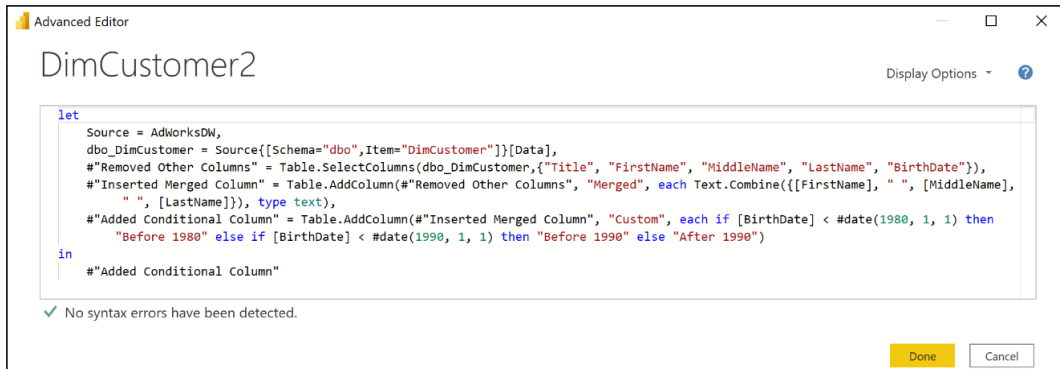 Advanced Editor
DimCustomer2
Display Options
let
Source = AdWorksDW,
dbo_DimCustomer = Source{[Schema="dbo",Item="DimCustomer"]}[Data],
#"Removed Other Columns" = Table.SelectColumns(dbo_DimCustomer,{"Title", "FirstName", "MiddleName", "LastName", "BirthDate"}),
#"Inserted Merged Column" = Table.AddColumn(#"Removed Other Columns", "Merged", each Text.Combine({[FirstName], " ", [MiddleName],
" ", [LastName]}), type text),
#"Added Conditional Column" = Table.AddColumn(#"Inserted Merged Column", "Custom", each if [BirthDate] < #date(1980, 1, 1) then
"Before 1980" else if [BirthDate] < #date(1990, 1, 1) then "Before 1990" else "After 1990")
in
#"Added Conditional Column"
No syntax errors have been detected.
Done
Cancel